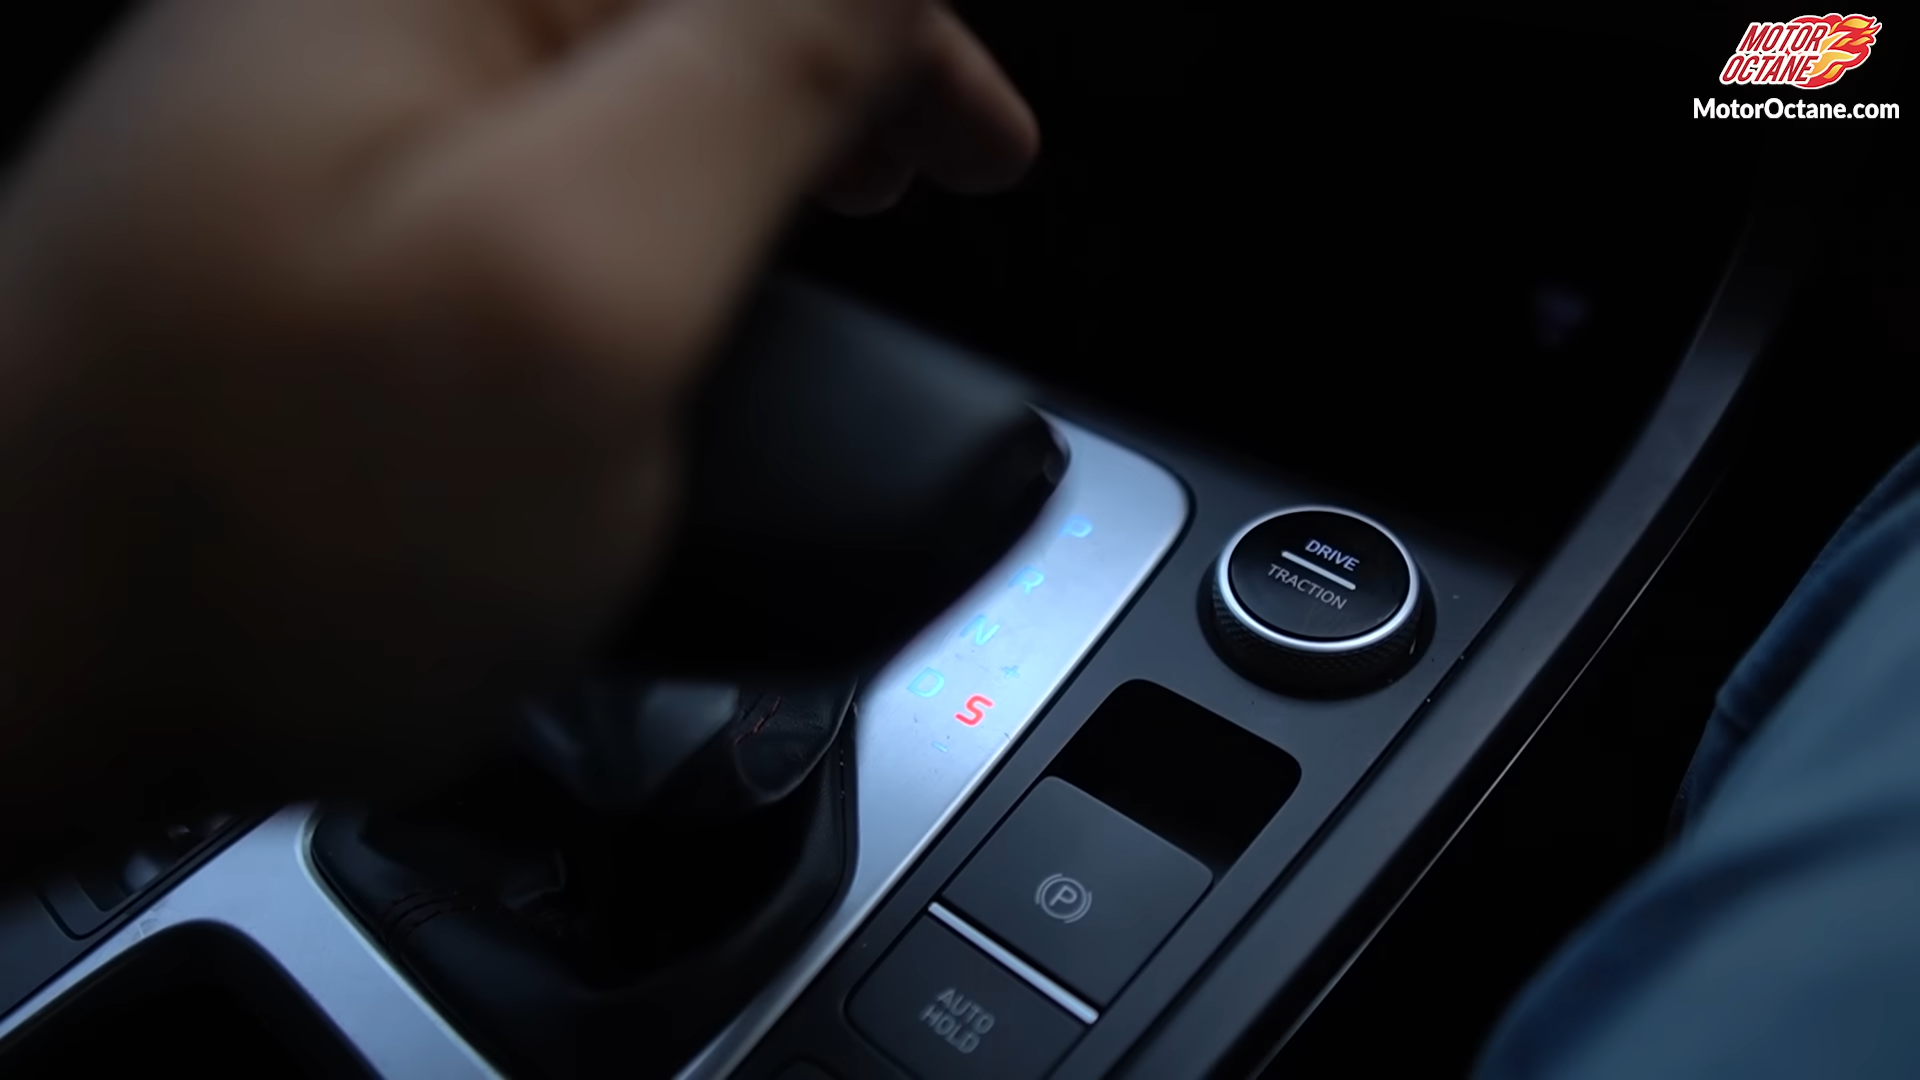 MOTOR
OCTANE
MotorOctane.com
P
R
N
+
D
S
-
DRIVE
TRACTION
P
AUTO
HOLD